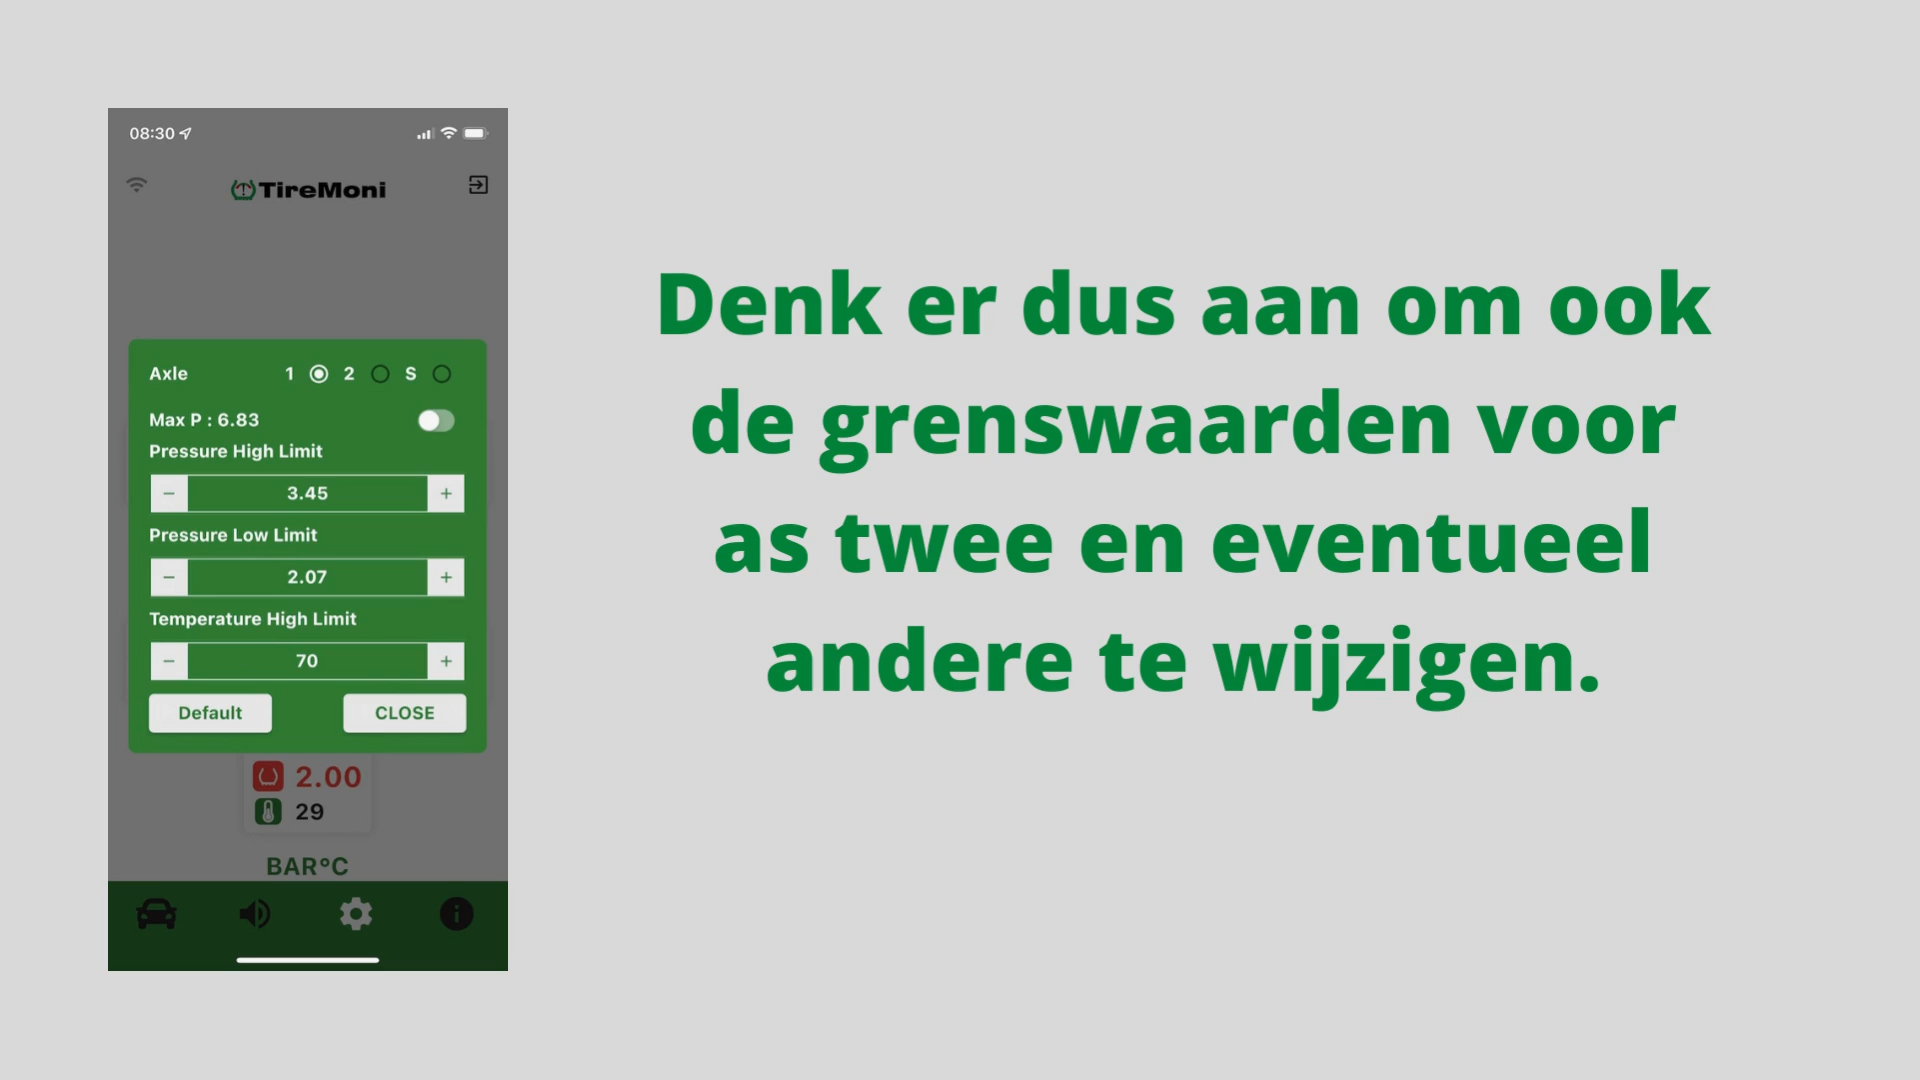 08:30
TireMoni
Axle 1 2 S
Max P : 6.83
Pressure High Limit
− 3.45 +
Pressure Low Limit
− 2.07 +
Temperature High Limit
− 70 +
Default CLOSE
2.00
29
BAR°C
Denk er dus aan om ook
de grenswaarden voor
as twee en eventueel
andere te wijzigen.